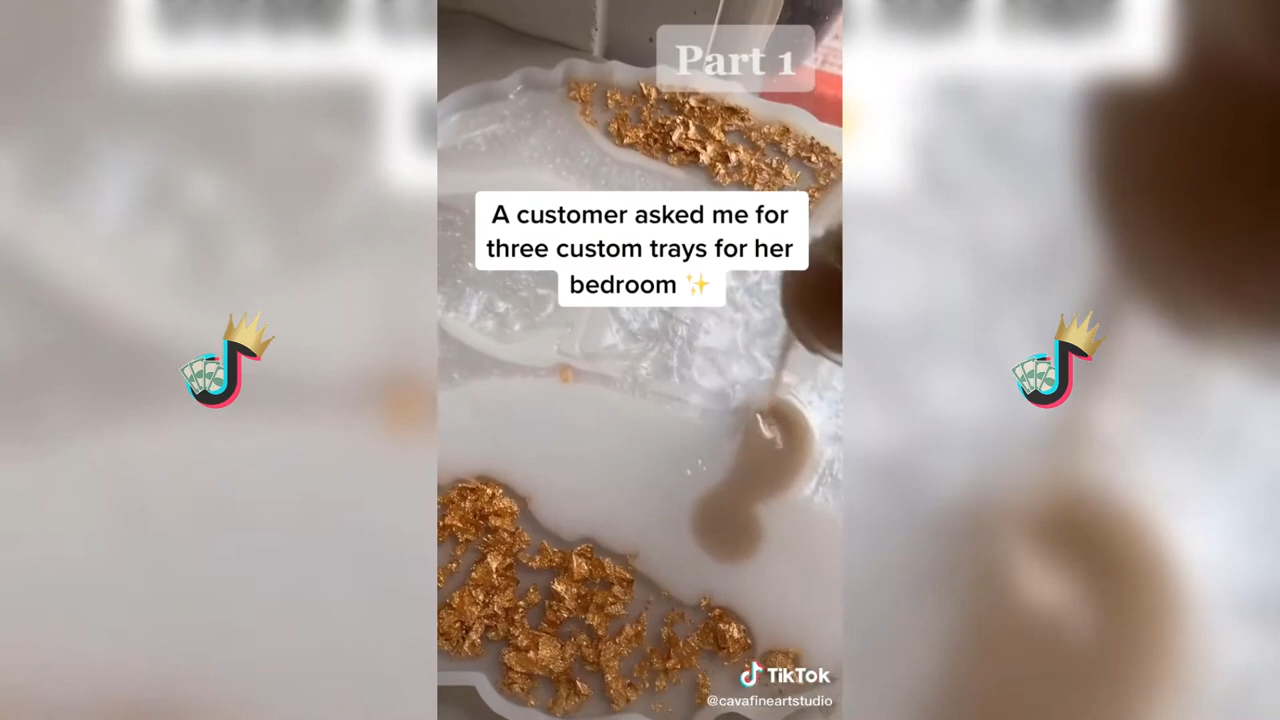 Part 1
A customer asked me for
three custom trays for her
bedroom ✨
TikTok
@cavafineartstudio